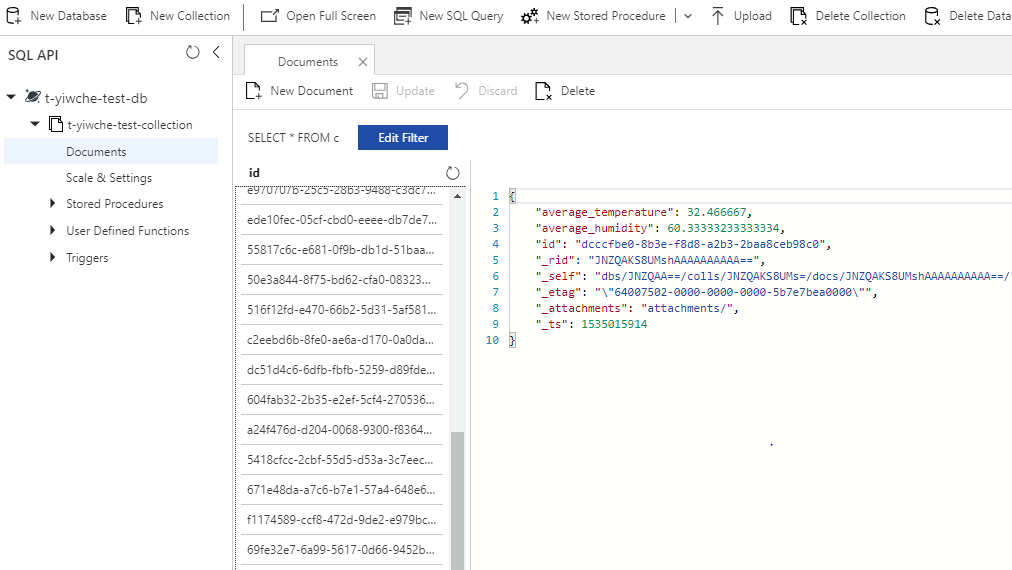 New Database New Collection Open Full Screen New SQL Query New Stored Procedure Upload Delete Collection Delete Data
SQL API
t-yiwche-test-db
t-yiwche-test-collection
Documents
Scale & Settings
Stored Procedures
User Defined Functions
Triggers
Documents
New Document Update Discard Delete
SELECT * FROM c Edit Filter
id
e970707b-25c5-28b3-9488-c3dc7...
ede10fec-05cf-cbd0-eeee-db7de7...
55817c6c-e681-0f9b-db1d-51baa...
50e3a844-8f75-bd62-cfa0-08323...
516f12fd-e470-66b2-5d31-5af581...
c2eebd6b-8fe0-ae6a-d170-0a0da...
dc51d4c6-6dfb-fbfb-5259-d89fde...
604fab32-2b35-e2ef-5cf4-270536...
a24f476d-d204-0068-9300-f8364...
5418cfcc-2cbf-55d5-d53a-3c7eec...
671e48da-a7c6-b7e1-57a4-648e6...
f1174589-ccf8-472d-9de2-e979bc...
69fe32e7-6a99-5617-0d66-9452b...
1 {
2 "average_temperature": 32.466667,
3 "average_humidity": 60.33333233333334,
4 "id": "dcccfbe0-8b3e-f8d8-a2b3-2baa8ceb98c0",
5 "_rid": "JNZQAKS8UMshAAAAAAAAAA==",
6 "_self": "dbs/JNZQAA==/colls/JNZQAKS8UMs=/docs/JNZQAKS8UMshAAAAAAAAAA==/"
7 "_etag": "\"64007502-0000-0000-0000-5b7e7bea0000\"",
8 "_attachments": "attachments/",
9 "_ts": 1535015914
10 }